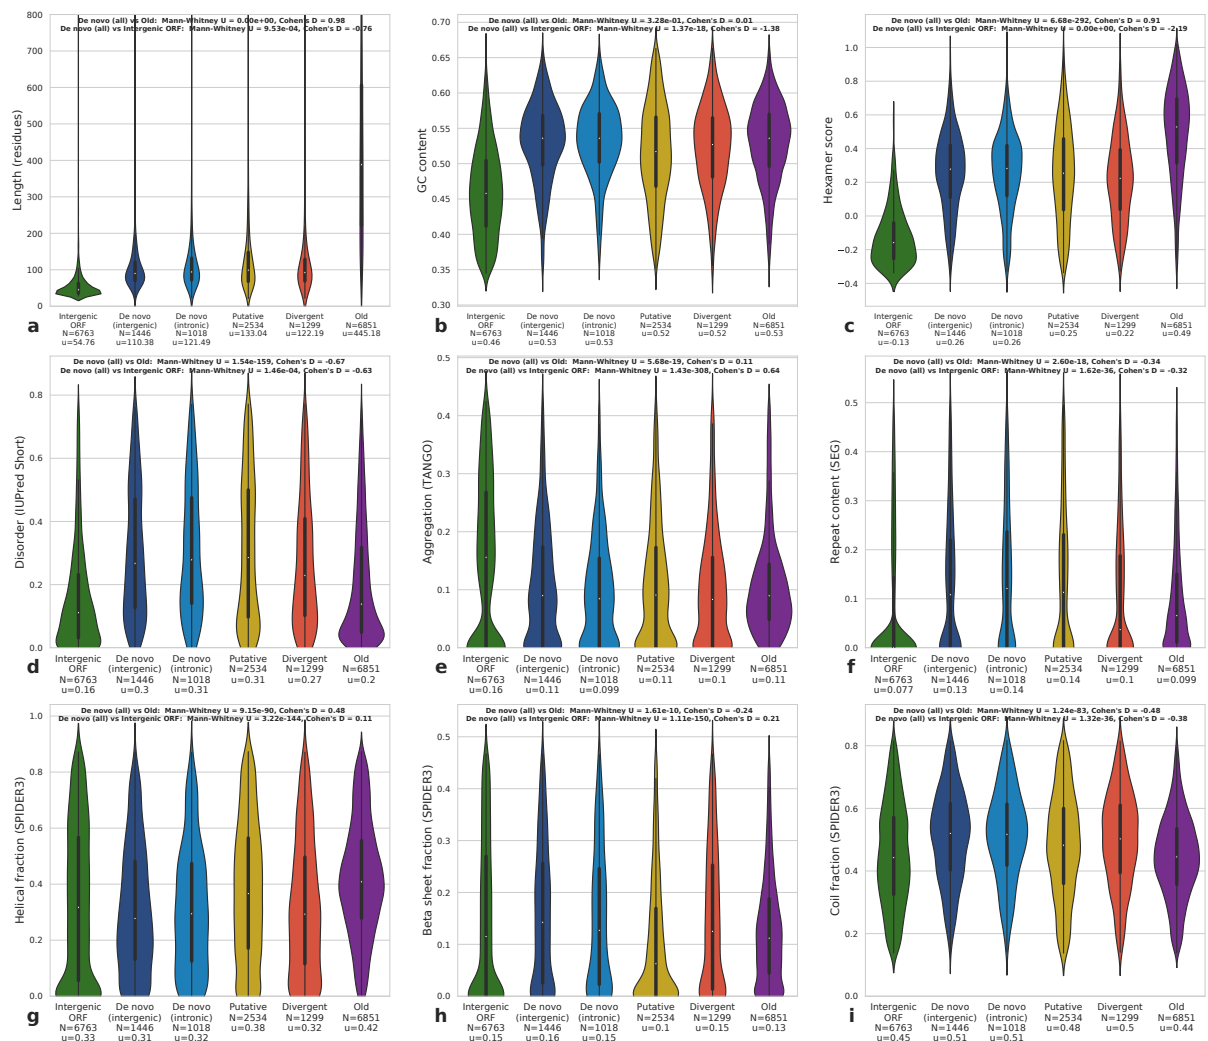 De novo (all) vs Old:  Mann-Whitney U = 0.00e+00, Cohen's D = 0.98
De novo (all) vs Intergenic ORF:  Mann-Whitney U = 9.53e-04, Cohen's D = -0.76
800
700
600
500
400
300
200
100
0
Length (residues)
a
Intergenic ORF N=6763 u=54.76
De novo (intergenic) N=1446 u=110.38
De novo (intronic) N=1018 u=121.49
Putative N=2534 u=133.04
Divergent N=1299 u=122.19
Old N=6851 u=445.18
De novo (all) vs Old:  Mann-Whitney U = 3.28e-01, Cohen's D = 0.01
De novo (all) vs Intergenic ORF:  Mann-Whitney U = 1.37e-18, Cohen's D = -1.38
0.70
0.65
0.60
0.55
0.50
0.45
0.40
0.35
0.30
GC content
b
Intergenic ORF N=6763 u=0.46
De novo (intergenic) N=1446 u=0.53
De novo (intronic) N=1018 u=0.53
Putative N=2534 u=0.52
Divergent N=1299 u=0.52
Old N=6851 u=0.53
De novo (all) vs Old:  Mann-Whitney U = 6.68e-292, Cohen's D = 0.91
De novo (all) vs Intergenic ORF:  Mann-Whitney U = 0.00e+00, Cohen's D = -2.19
1.0
0.8
0.6
0.4
0.2
0.0
−0.2
−0.4
Hexamer score
c
Intergenic ORF N=6763 u=-0.13
De novo (intergenic) N=1446 u=0.26
De novo (intronic) N=1018 u=0.26
Putative N=2534 u=0.25
Divergent N=1299 u=0.22
Old N=6851 u=0.49
De novo (all) vs Old:  Mann-Whitney U = 1.54e-159, Cohen's D = -0.67
De novo (all) vs Intergenic ORF:  Mann-Whitney U = 1.46e-04, Cohen's D = -0.63
0.8
0.6
0.4
0.2
0.0
Disorder (IUPred Short)
d
Intergenic ORF N=6763 u=0.16
De novo (intergenic) N=1446 u=0.3
De novo (intronic) N=1018 u=0.31
Putative N=2534 u=0.31
Divergent N=1299 u=0.27
Old N=6851 u=0.2
De novo (all) vs Old:  Mann-Whitney U = 5.68e-19, Cohen's D = 0.11
De novo (all) vs Intergenic ORF:  Mann-Whitney U = 1.43e-308, Cohen's D = 0.64
0.5
0.4
0.3
0.2
0.1
0.0
Aggregation (TANGO)
e
Intergenic ORF N=6763 u=0.16
De novo (intergenic) N=1446 u=0.11
De novo (intronic) N=1018 u=0.099
Putative N=2534 u=0.11
Divergent N=1299 u=0.1
Old N=6851 u=0.11
De novo (all) vs Old:  Mann-Whitney U = 2.60e-18, Cohen's D = -0.34
De novo (all) vs Intergenic ORF:  Mann-Whitney U = 1.62e-36, Cohen's D = -0.32
0.5
0.4
0.3
0.2
0.1
0.0
Repeat content (SEG)
f
Intergenic ORF N=6763 u=0.077
De novo (intergenic) N=1446 u=0.13
De novo (intronic) N=1018 u=0.14
Putative N=2534 u=0.14
Divergent N=1299 u=0.1
Old N=6851 u=0.099
De novo (all) vs Old:  Mann-Whitney U = 9.15e-90, Cohen's D = 0.48
De novo (all) vs Intergenic ORF:  Mann-Whitney U = 3.22e-144, Cohen's D = 0.11
1.0
0.8
0.6
0.4
0.2
0.0
Helical fraction (SPIDER3)
g
Intergenic ORF N=6763 u=0.33
De novo (intergenic) N=1446 u=0.31
De novo (intronic) N=1018 u=0.32
Putative N=2534 u=0.38
Divergent N=1299 u=0.32
Old N=6851 u=0.42
De novo (all) vs Old:  Mann-Whitney U = 1.61e-10, Cohen's D = -0.24
De novo (all) vs Intergenic ORF:  Mann-Whitney U = 1.11e-150, Cohen's D = 0.21
0.5
0.4
0.3
0.2
0.1
0.0
Beta sheet fraction (SPIDER3)
h
Intergenic ORF N=6763 u=0.15
De novo (intergenic) N=1446 u=0.16
De novo (intronic) N=1018 u=0.15
Putative N=2534 u=0.1
Divergent N=1299 u=0.15
Old N=6851 u=0.13
De novo (all) vs Old:  Mann-Whitney U = 1.24e-83, Cohen's D = -0.48
De novo (all) vs Intergenic ORF:  Mann-Whitney U = 1.32e-36, Cohen's D = -0.38
0.8
0.6
0.4
0.2
0.0
Coil fraction (SPIDER3)
i
Intergenic ORF N=6763 u=0.45
De novo (intergenic) N=1446 u=0.51
De novo (intronic) N=1018 u=0.51
Putative N=2534 u=0.48
Divergent N=1299 u=0.5
Old N=6851 u=0.44